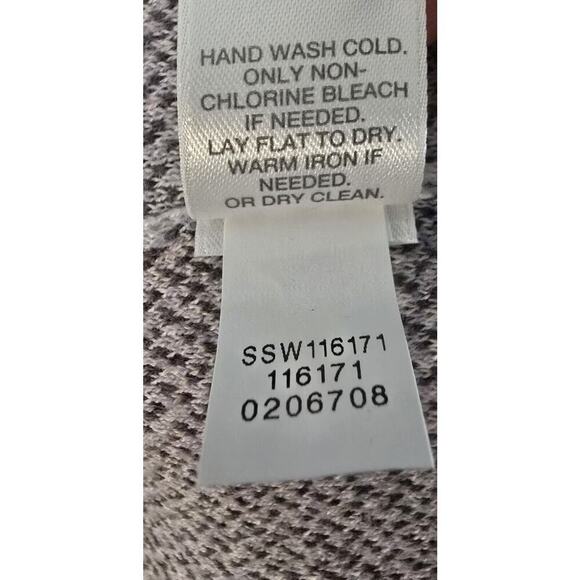 HAND WASH COLD.
ONLY NON-
CHLORINE BLEACH
IF NEEDED.
LAY FLAT TO DRY.
WARM IRON IF
NEEDED.
OR DRY CLEAN.
SSW116171
116171
0206708